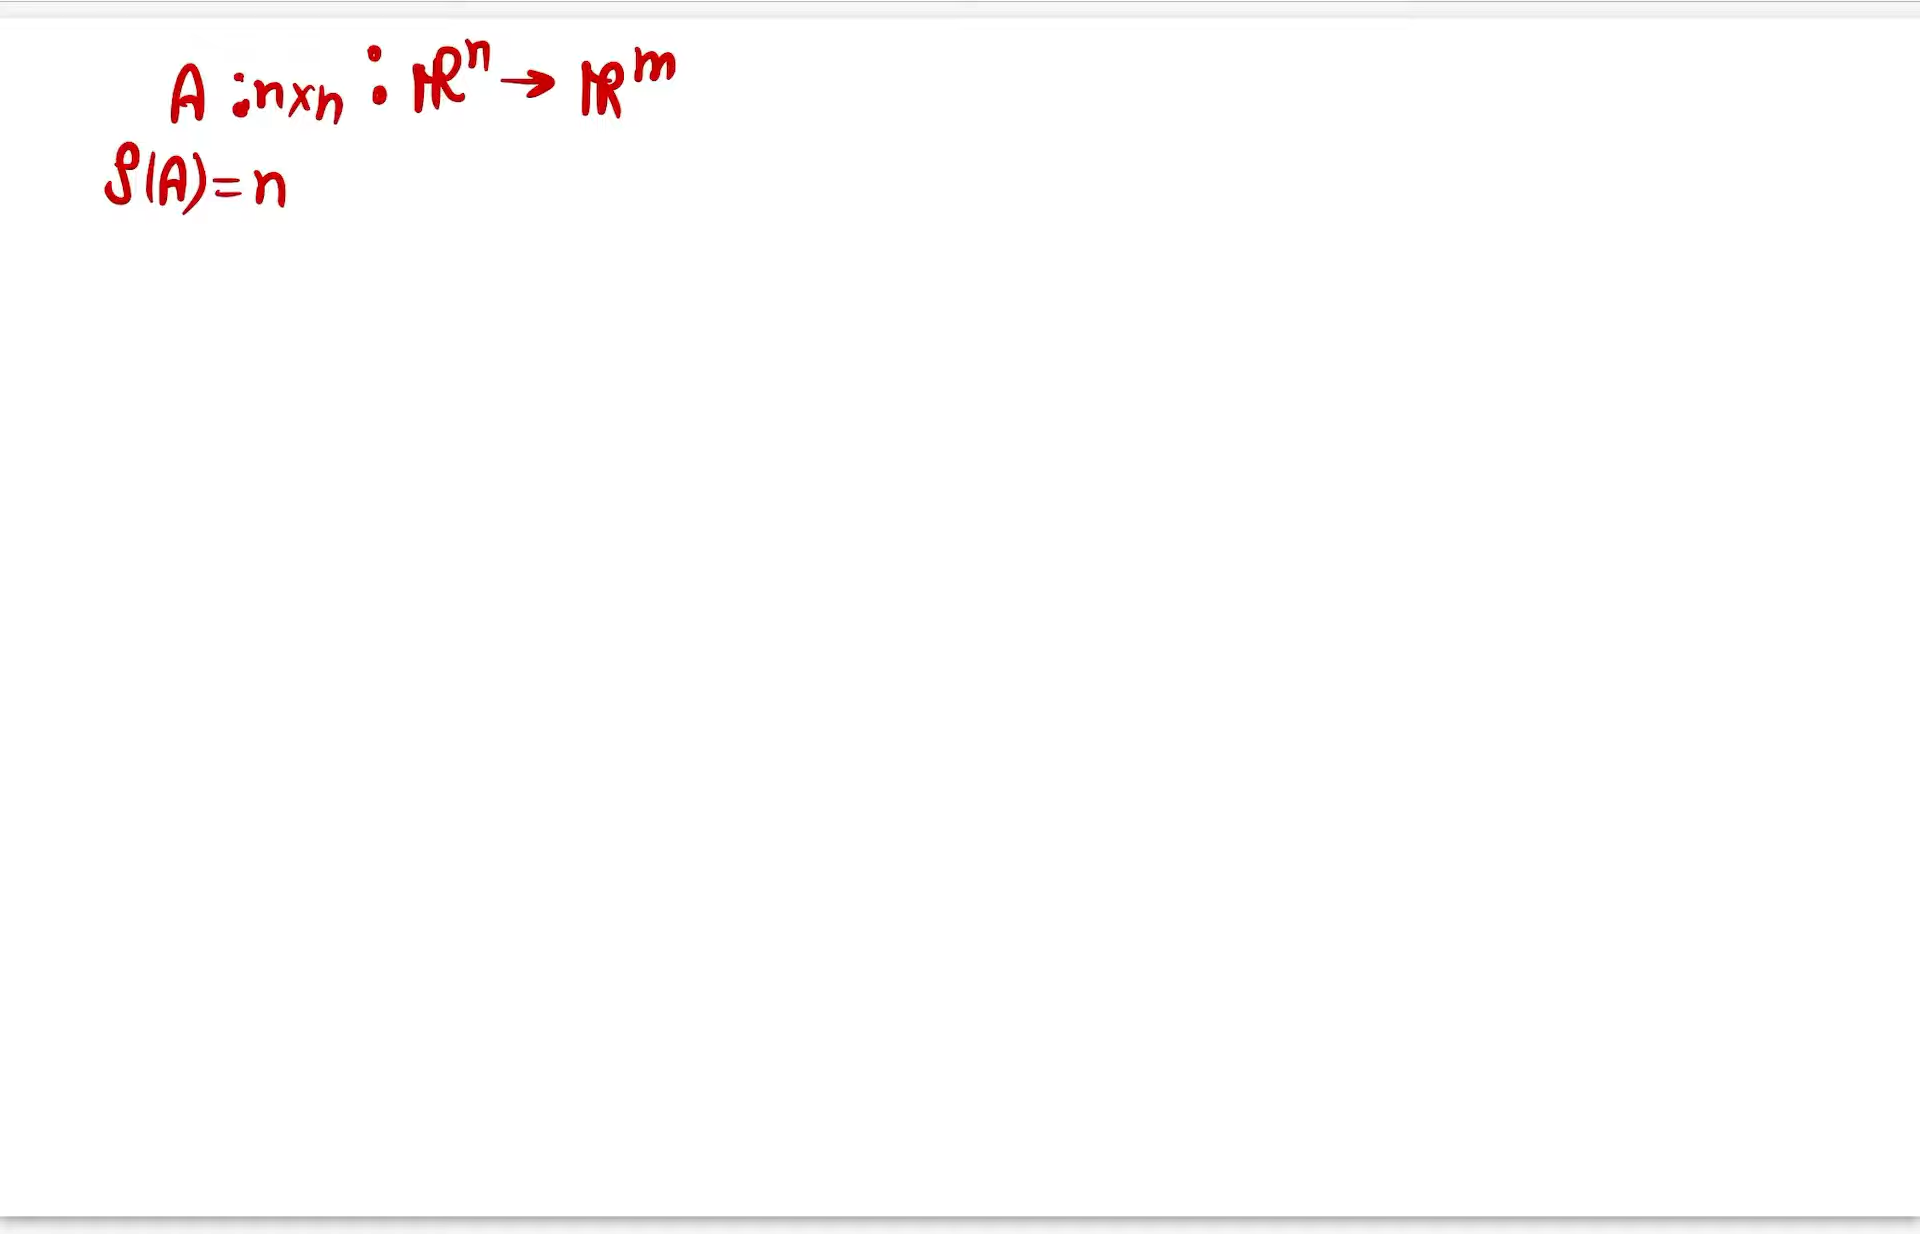 A : n×n : ℝⁿ → ℝᵐ
ρ(A) = n